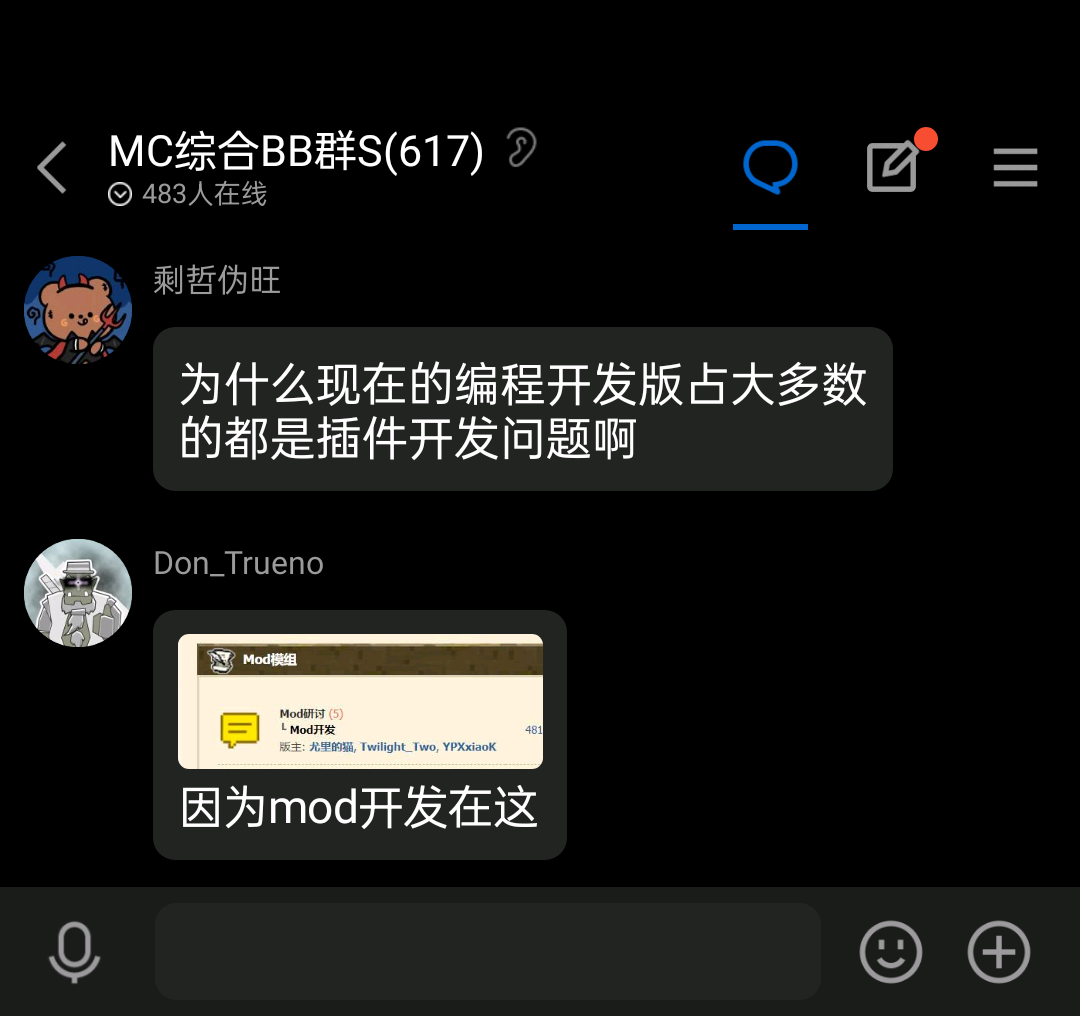 MC综合BB群S(617)
483人在线
剩哲伪旺
为什么现在的编程开发版占大多数
的都是插件开发问题啊
Don_Trueno
Mod模组
Mod研讨 (5)
└ Mod开发
481
版主: 尤里的猫, Twilight_Two, YPXxiaoK
因为mod开发在这